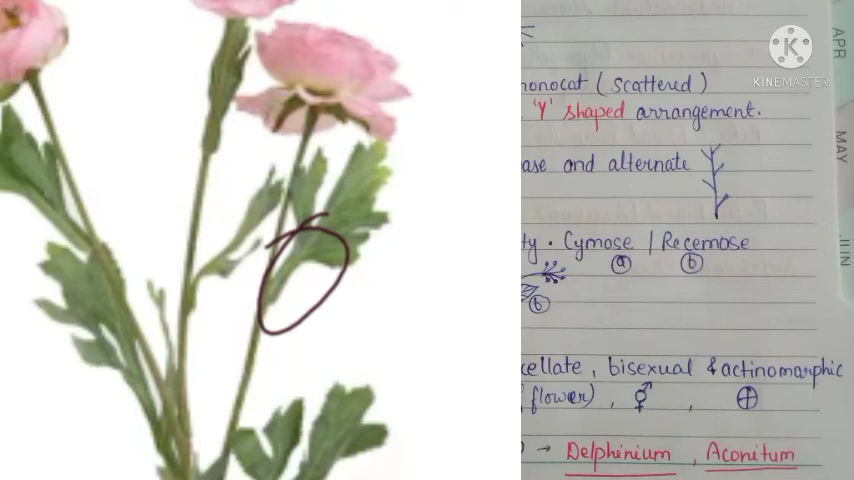 KINEMASTER
APR
MAY
JUN
monocat (scattered)
'Y' shaped arrangement.
ase and alternate
ty. Cymose / Recemose
a b
b
cellate, bisexual & actinomorphic
flower), ⚥, ⊕
→ Delphinium, Aconitum